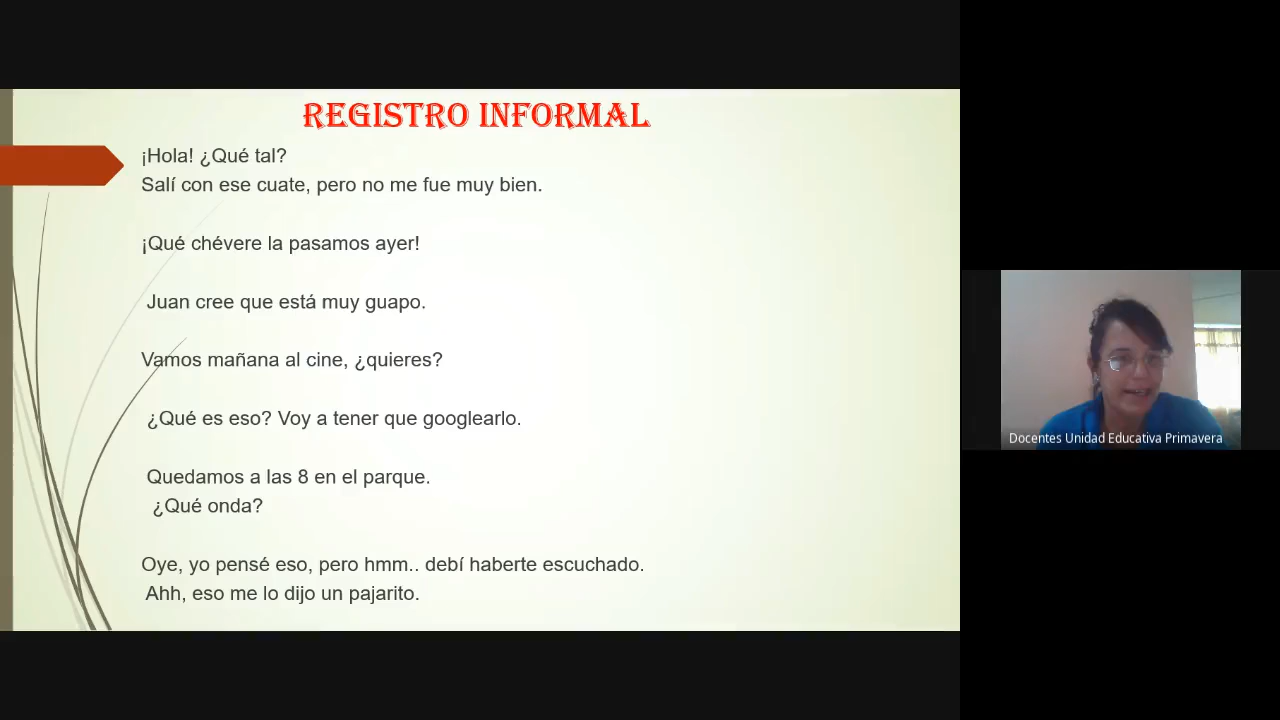 REGISTRO INFORMAL
¡Hola! ¿Qué tal?
Salí con ese cuate, pero no me fue muy bien.
¡Qué chévere la pasamos ayer!
Juan cree que está muy guapo.
Vamos mañana al cine, ¿quieres?
¿Qué es eso? Voy a tener que googlearlo.
Quedamos a las 8 en el parque.
¿Qué onda?
Oye, yo pensé eso, pero hmm.. debí haberte escuchado.
Ahh, eso me lo dijo un pajarito.
Docentes Unidad Educativa Primavera